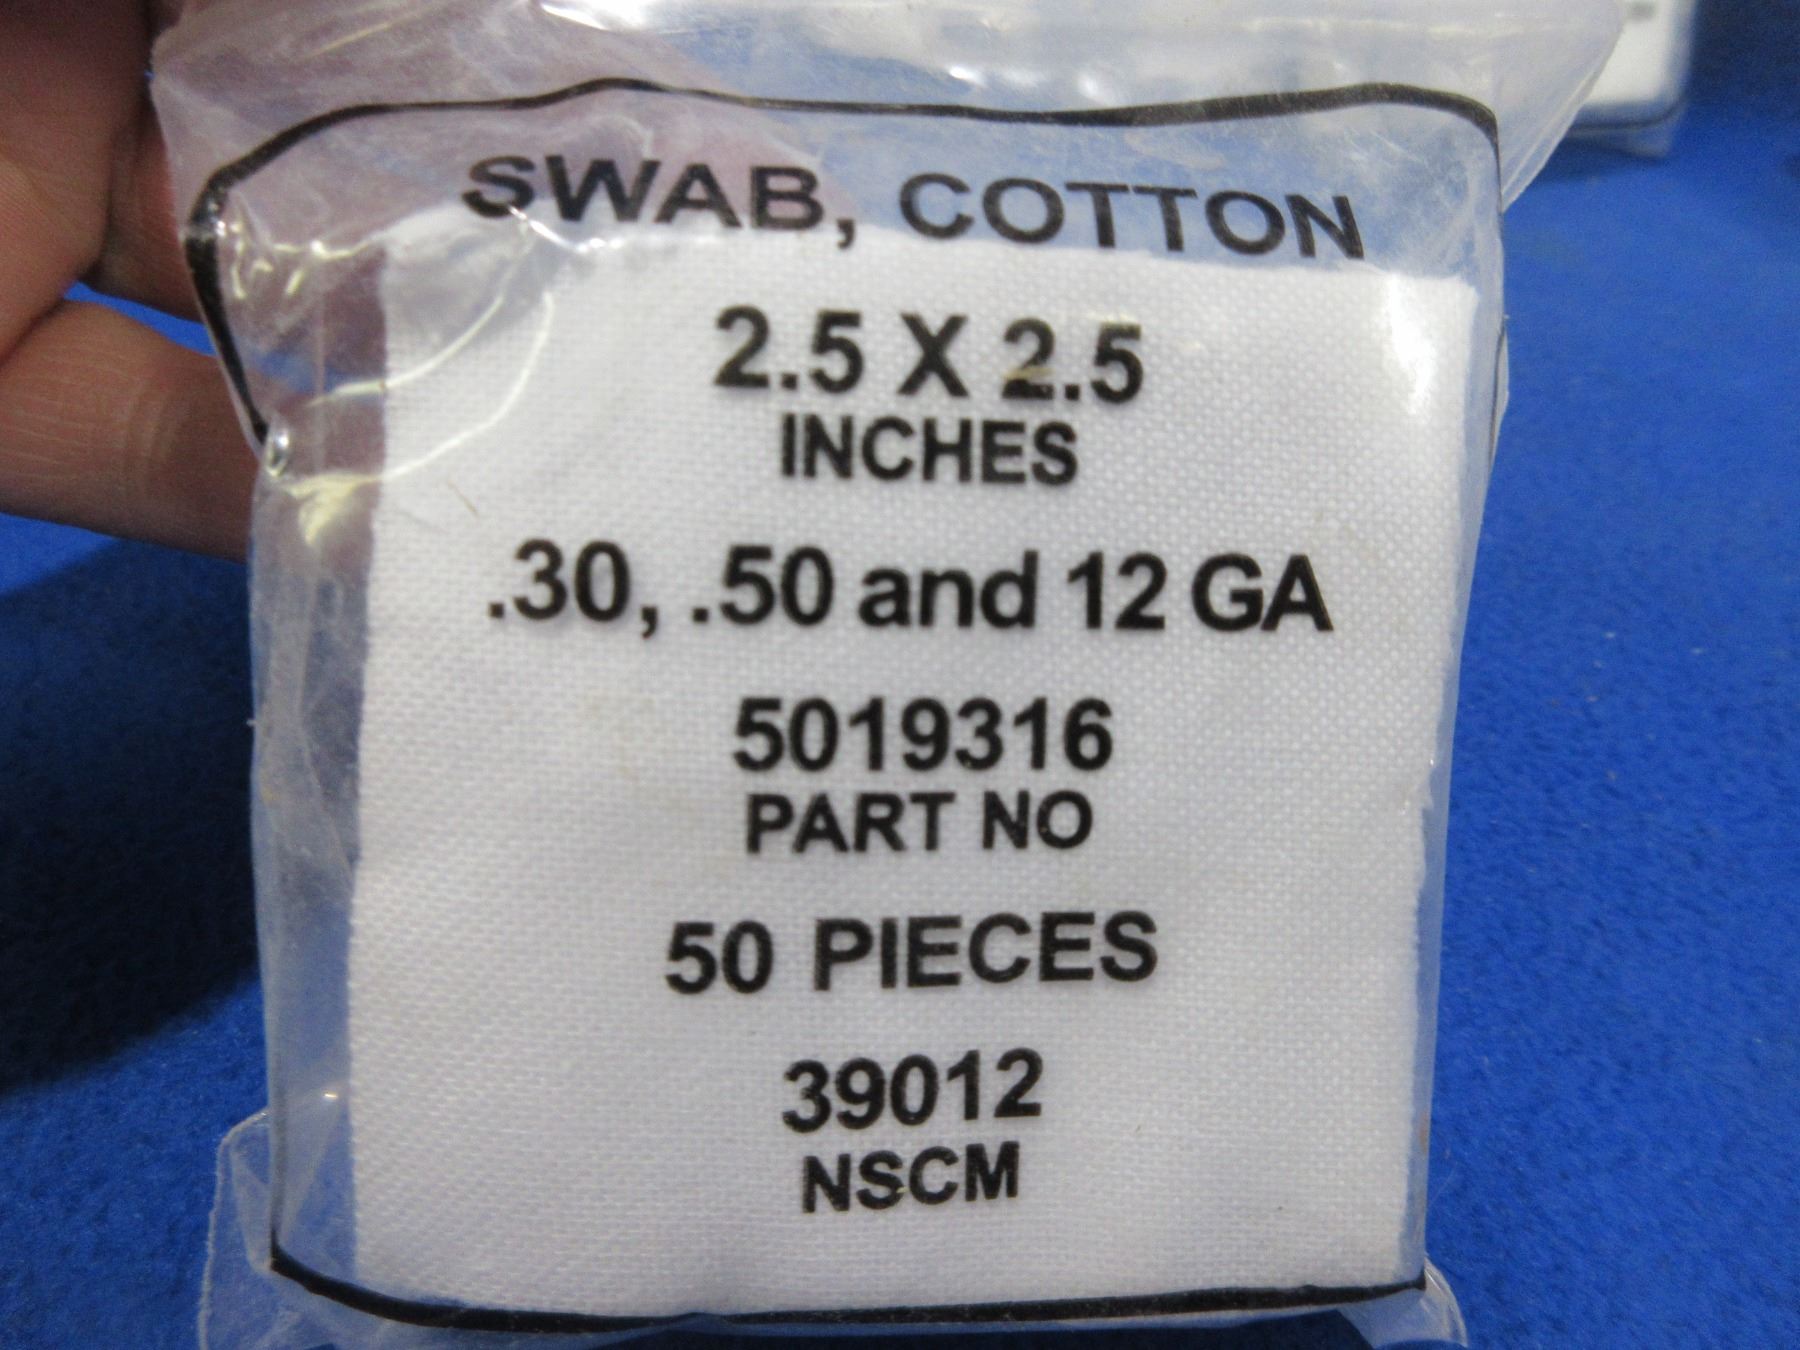 SWAB, COTTON
2.5 X 2.5
INCHES
.30, .50 and 12 GA
5019316
PART NO
50 PIECES
39012
NSCM